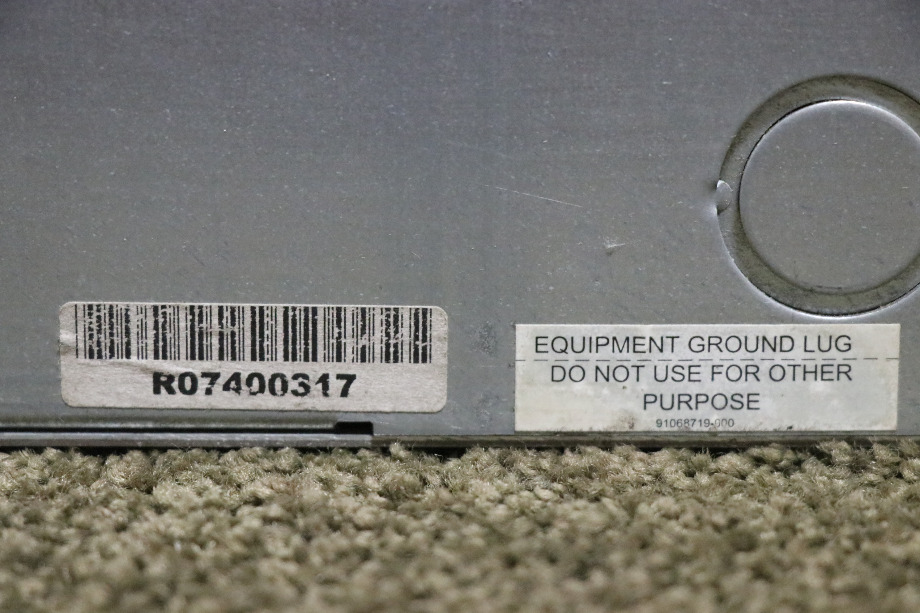 R07400317
EQUIPMENT GROUND LUG
DO NOT USE FOR OTHER
PURPOSE
91068719-000